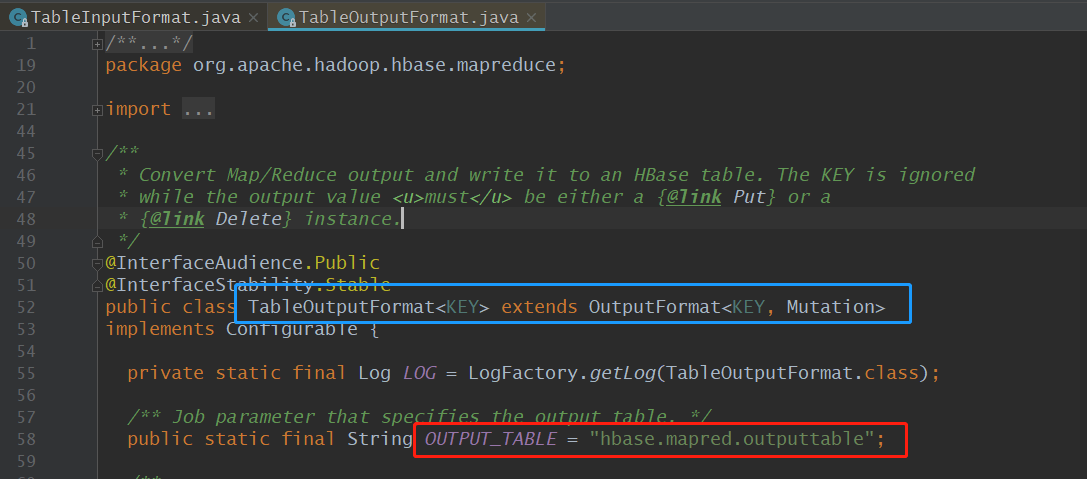 TableInputFormat.java × TableOutputFormat.java ×
1 /**...*/
19 package org.apache.hadoop.hbase.mapreduce;
20
21 import ...
44
45 /**
46 * Convert Map/Reduce output and write it to an HBase table. The KEY is ignored
47 * while the output value <u>must</u> be either a {@link Put} or a
48 * {@link Delete} instance.
49 */
50 @InterfaceAudience.Public
51 @InterfaceStability.Stable
52 public class TableOutputFormat<KEY> extends OutputFormat<KEY, Mutation>
53 implements Configurable {
54
55 private static final Log LOG = LogFactory.getLog(TableOutputFormat.class);
56
57 /** Job parameter that specifies the output table. */
58 public static final String OUTPUT_TABLE = "hbase.mapred.outputtable";
59
/**